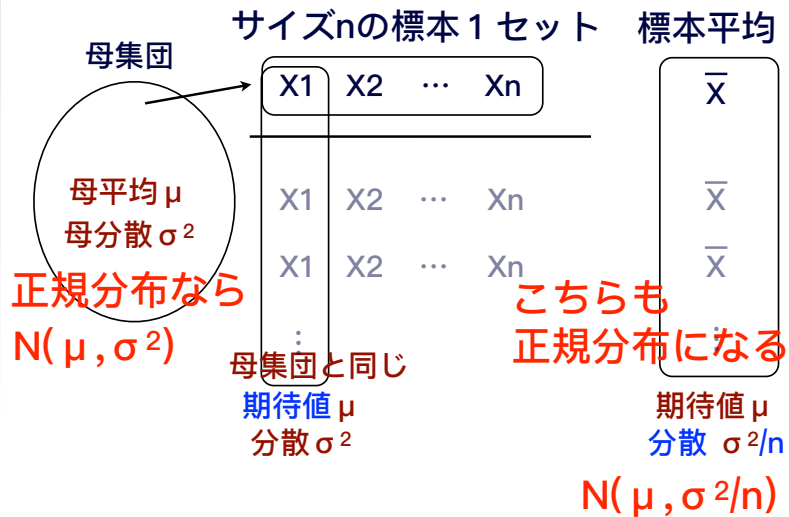 サイズnの標本1セット
標本平均
母集団
X1 X2 … Xn
X̅
母平均μ
母分散σ²
X1 X2 … Xn
X̅
X1 X2 … Xn
X̅
正規分布なら
N(μ,σ²)
こちらも
正規分布になる
⋮
⋮
母集団と同じ
期待値μ
分散σ²
期待値μ
分散 σ²/n
N(μ,σ²/n)